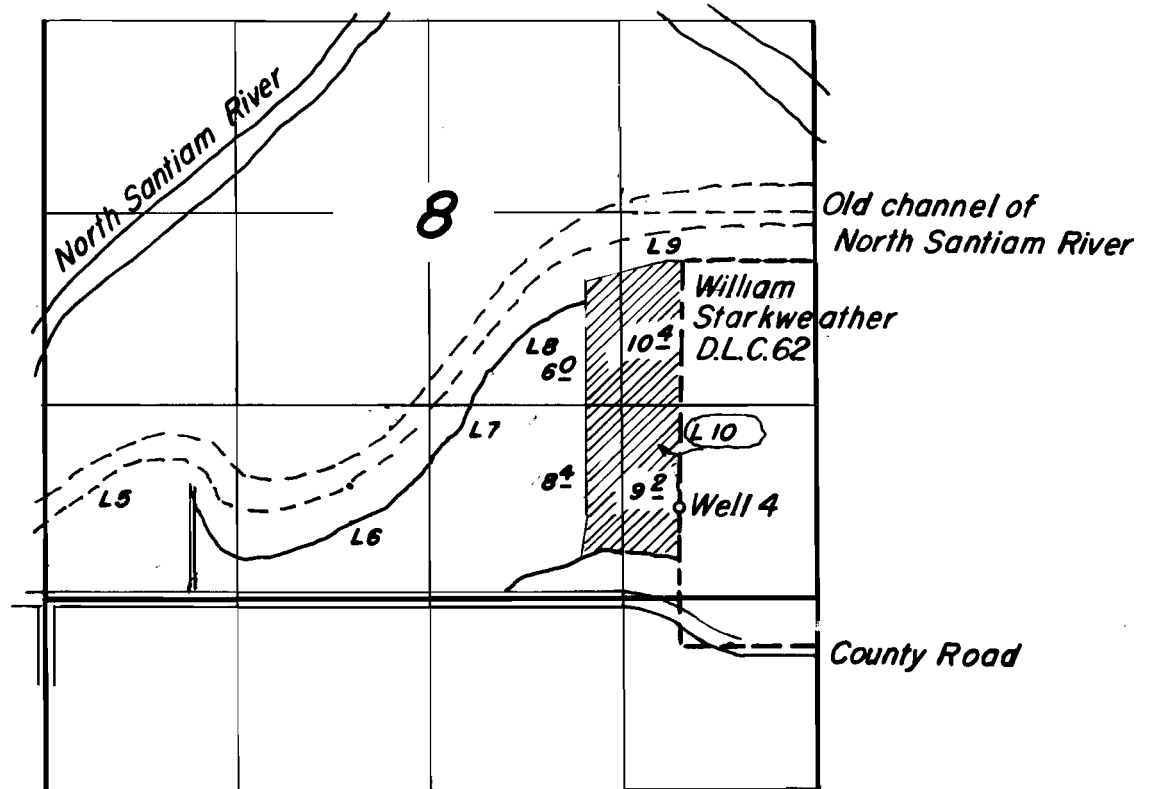 North Santiam River
8
Old channel of
North Santiam River
L9
William
Starkweather
D.L.C. 62
L8
6 0
10 4
L7
L 10
L5
8 4
9 2
Well 4
L6
County Road